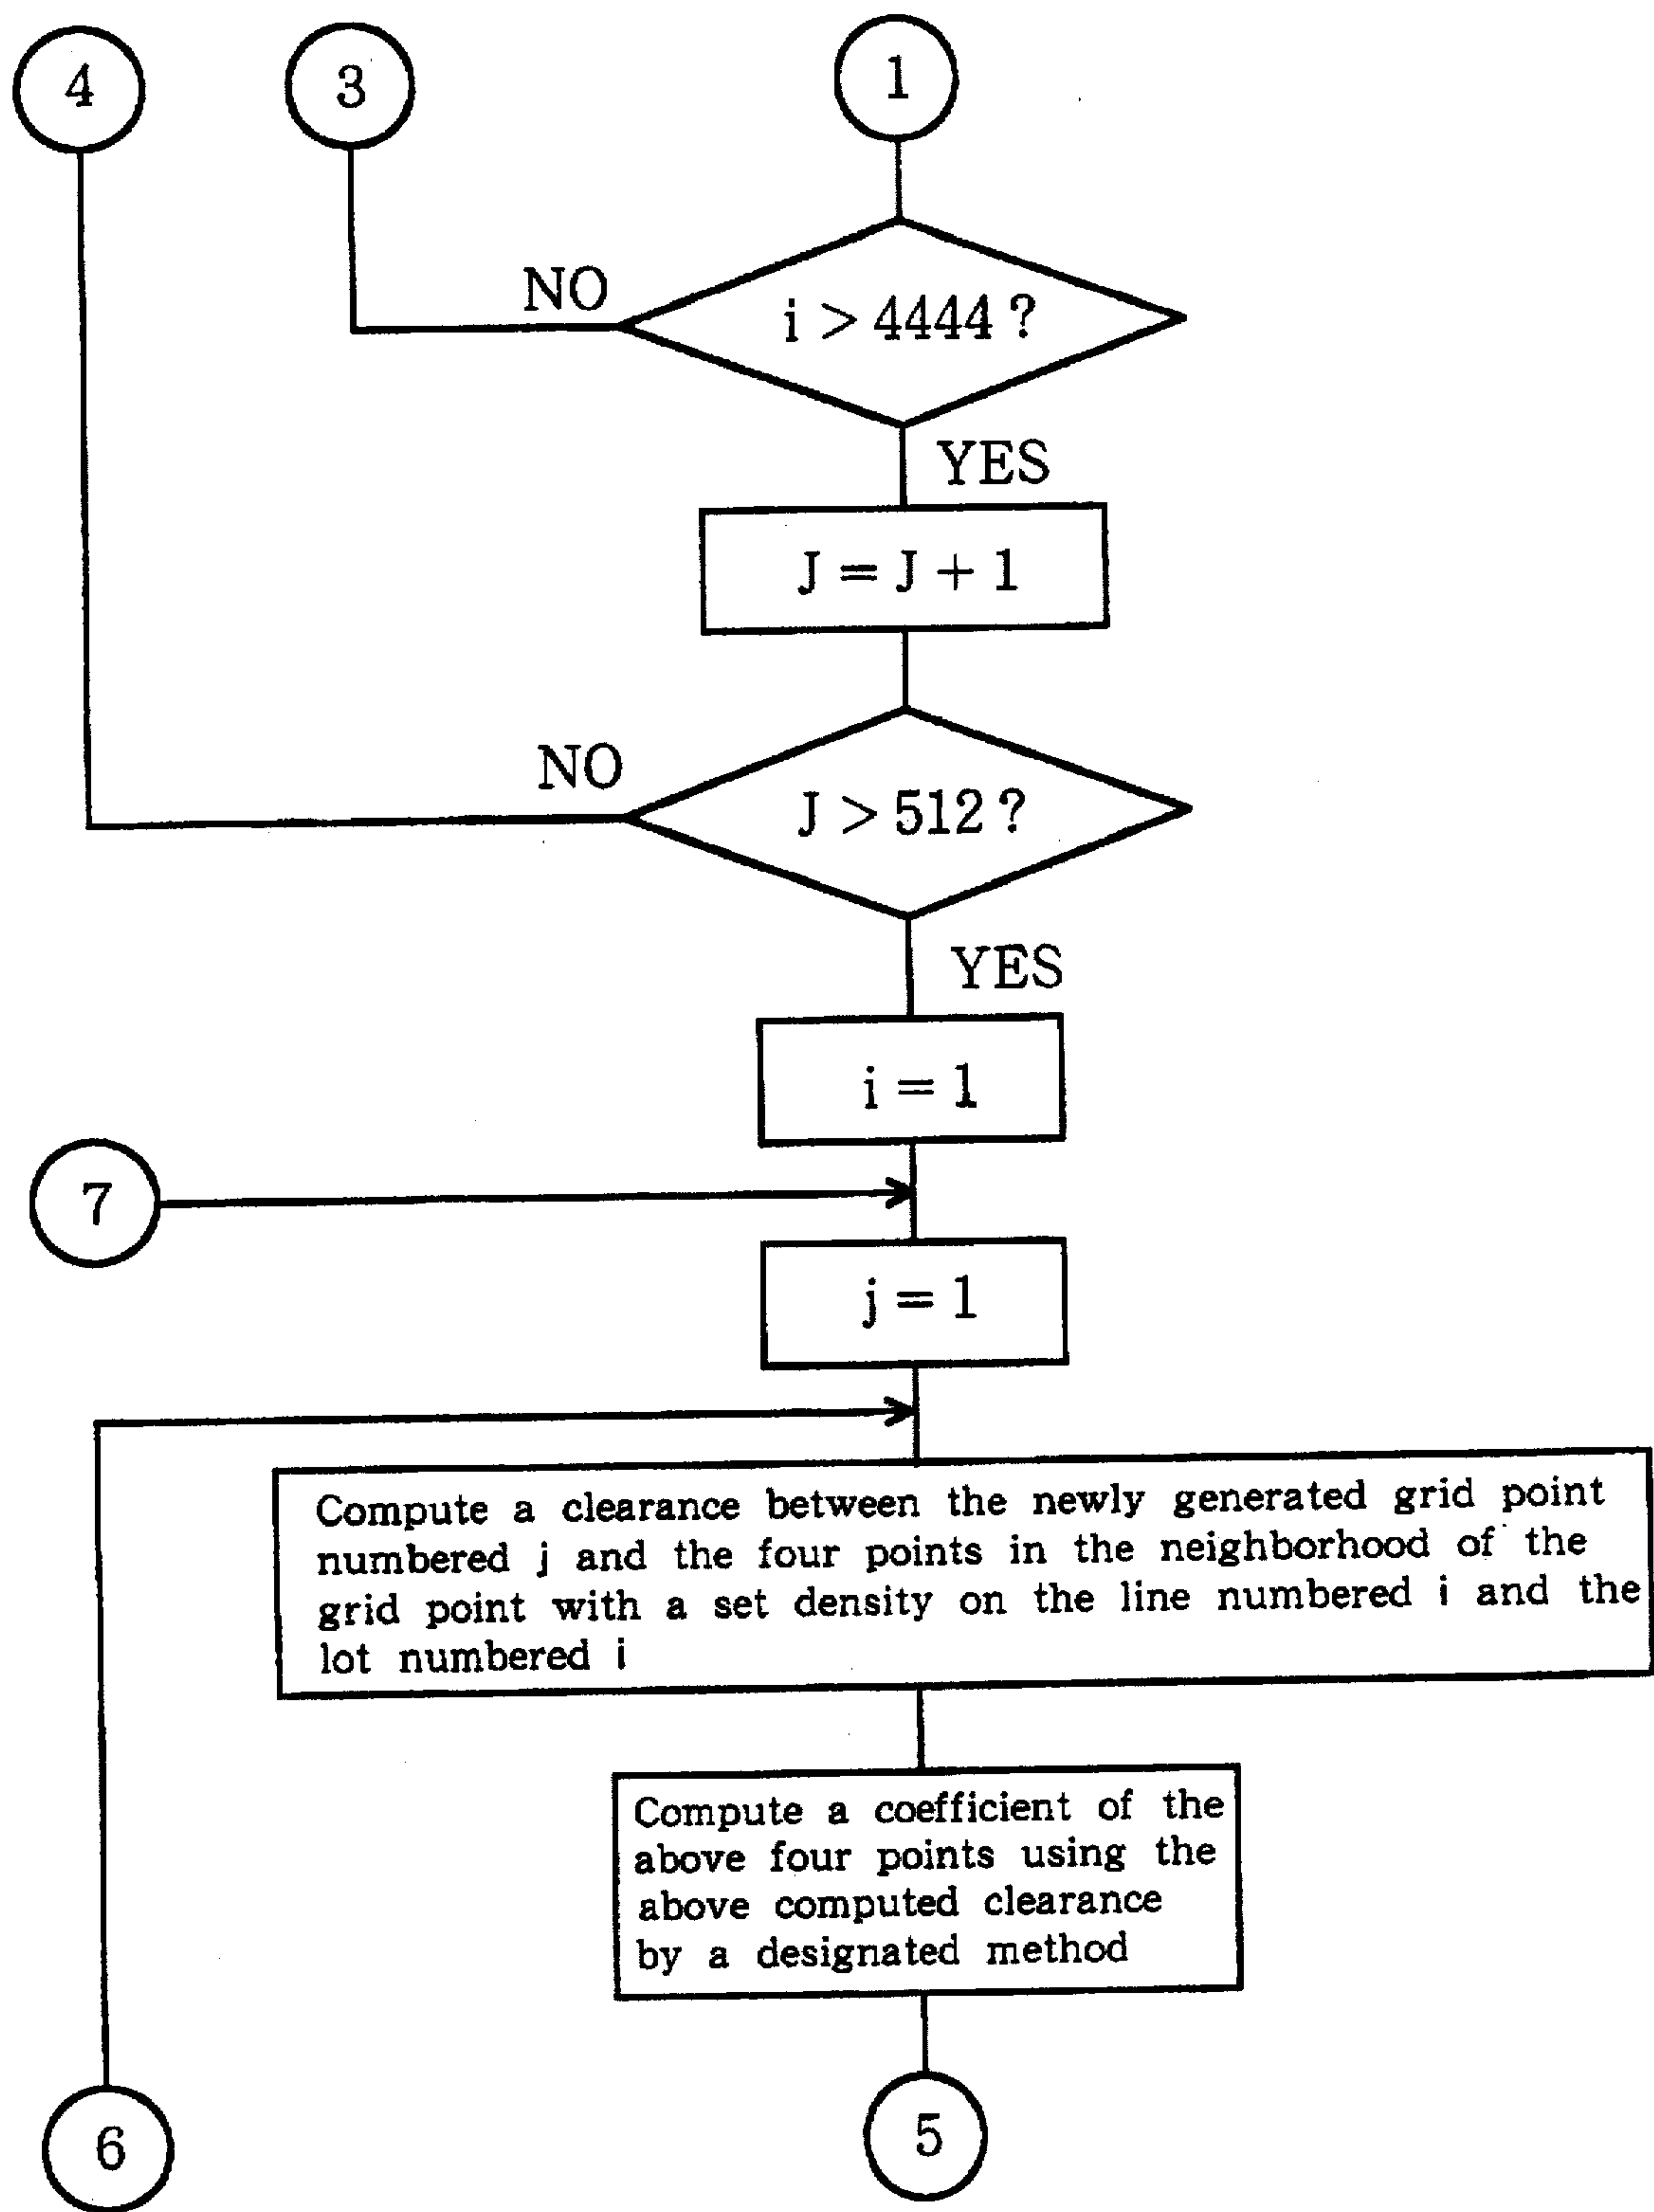 4
3
1
NO
i > 4444 ?
YES
J = J + 1
NO
J > 512 ?
YES
i = 1
7
j = 1
Compute a clearance between the newly generated grid point
numbered j and the four points in the neighborhood of the
grid point with a set density on the line numbered i and the
lot numbered i
Compute a coefficient of the
above four points using the
above computed clearance
by a designated method
6
5